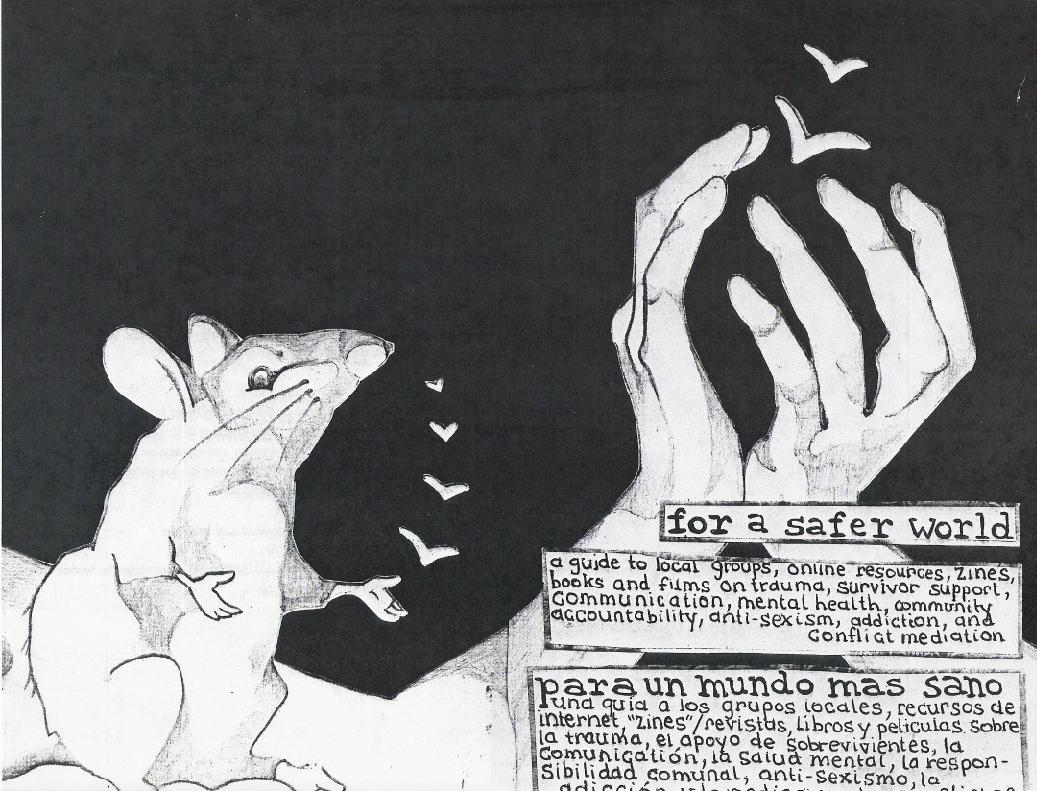 for a safer world
a guide to local groups, online resources, zines,
books and films on trauma, survivor support,
communication, mental health, community
accountability, anti-sexism, addiction, and
conflict mediation
para un mundo mas sano
una guia a los grupos locales, recursos de
internet, "zines"/revistas, libros y peliculas sobre
la trauma, el apoyo de sobrevivientes, la
comunicatión, la salud mental, la respon-
sibilidad comunal, anti-sexismo, la
adicción